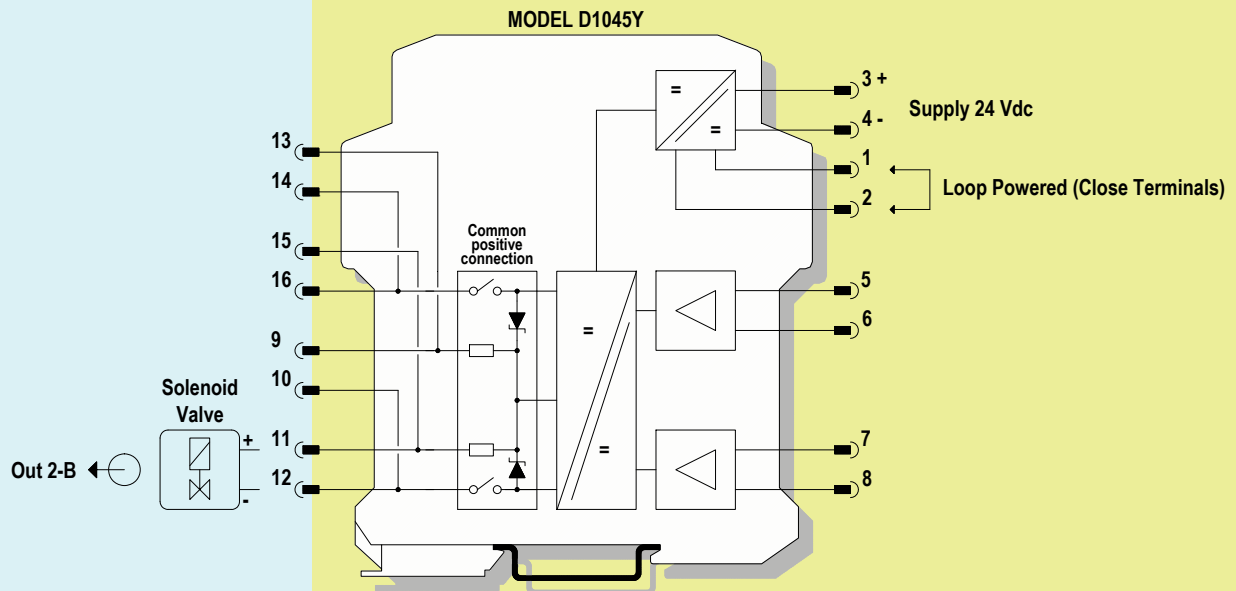 MODEL D1045Y
3 +
4 -
Supply 24 Vdc
1
2
Loop Powered (Close Terminals)
13
14
15
16
Common
positive
connection
=
=
5
6
9
10
=
=
Solenoid
Valve
+
-
11
12
7
8
Out 2-B